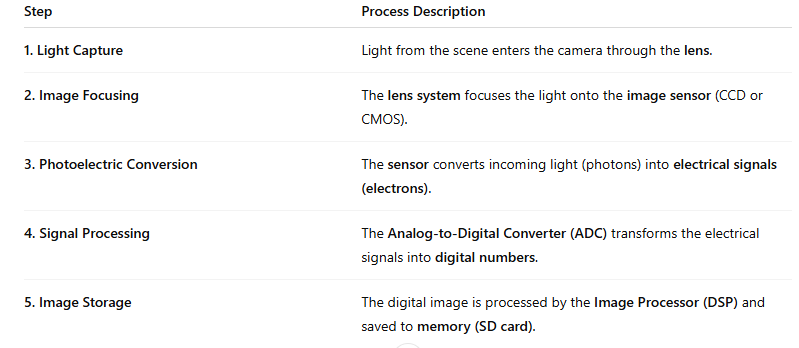 Step Process Description
1. Light Capture Light from the scene enters the camera through the lens.
2. Image Focusing The lens system focuses the light onto the image sensor (CCD or
CMOS).
3. Photoelectric Conversion The sensor converts incoming light (photons) into electrical signals
(electrons).
4. Signal Processing The Analog-to-Digital Converter (ADC) transforms the electrical
signals into digital numbers.
5. Image Storage The digital image is processed by the Image Processor (DSP) and
saved to memory (SD card).